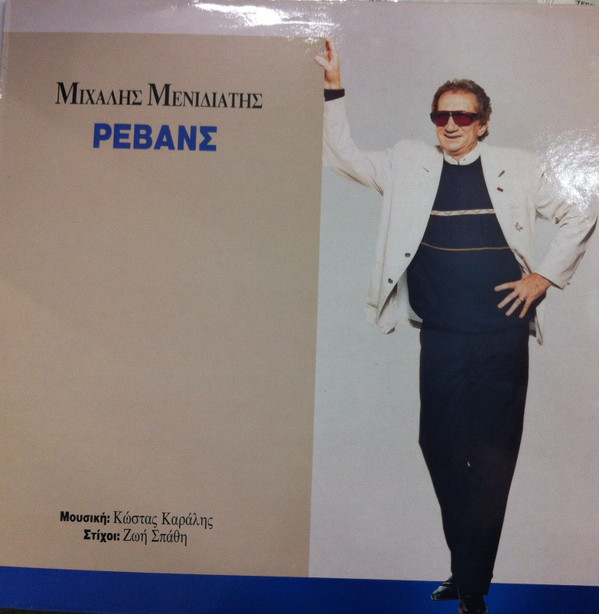 ΜΙΧΑΛΗΣ ΜΕΝΙΔΙΑΤΗΣ
ΡΕΒΑΝΣ
Μουσική: Κώστας Καράλης
Στίχοι: Ζωή Σπάθη